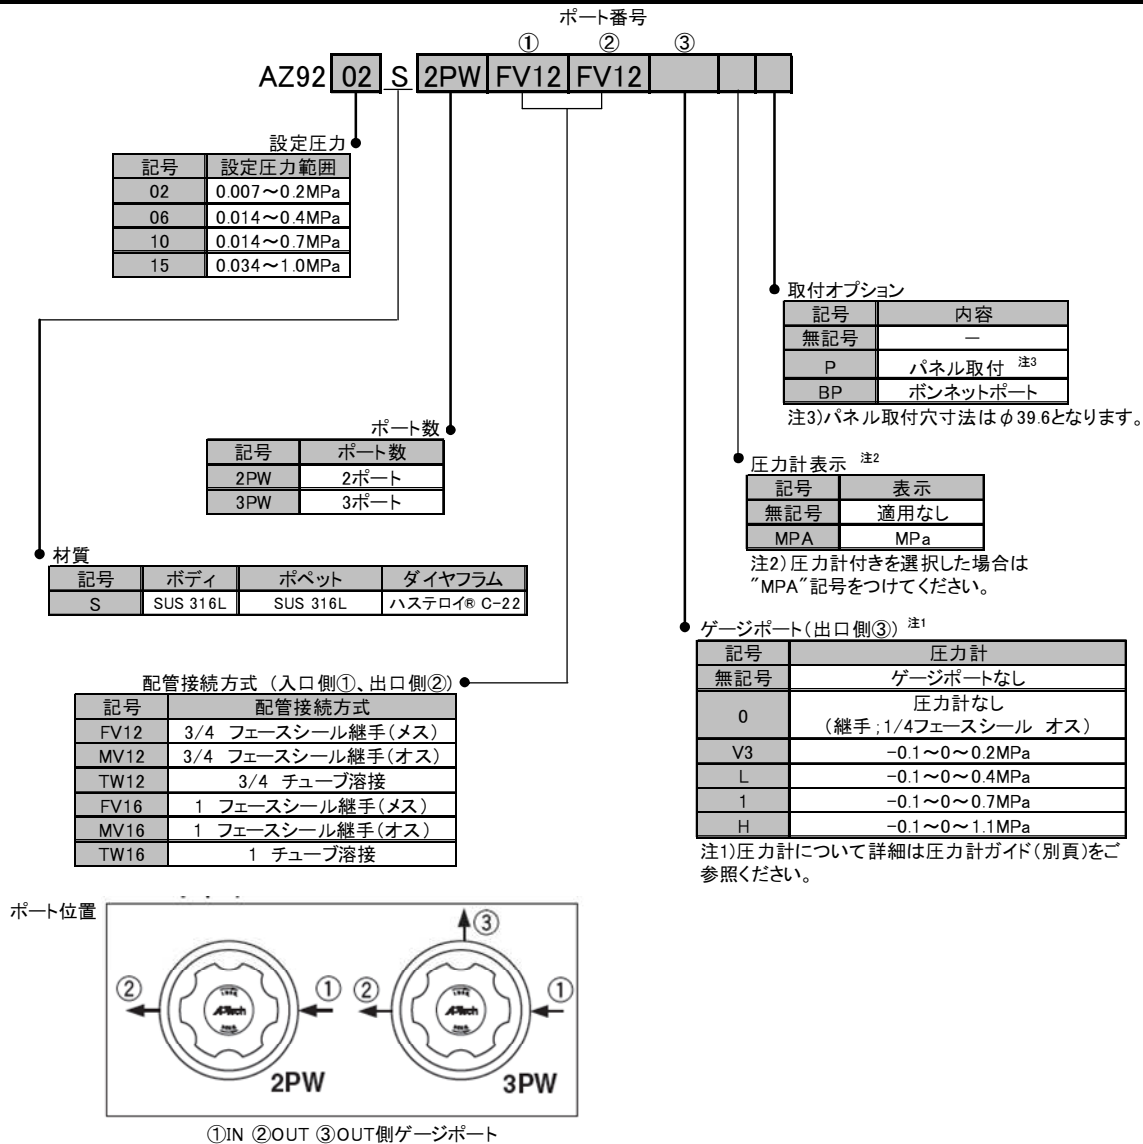 ポート番号
① ② ③
AZ92 02 S 2PW FV12 FV12
設定圧力
記号 設定圧力範囲
02 0.007～0.2MPa
06 0.014～0.4MPa
10 0.014～0.7MPa
15 0.034～1.0MPa
取付オプション
記号 内容
無記号 －
P パネル取付 注3
BP ボンネットポート
注3)パネル取付穴寸法はφ39.6となります。
ポート数
記号 ポート数
2PW 2ポート
3PW 3ポート
圧力計表示 注2
記号 表示
無記号 適用なし
MPA MPa
注2)圧力計付きを選択した場合は
"MPA"記号をつけてください。
材質
記号 ボディ ポペット ダイヤフラム
S SUS 316L SUS 316L ハステロイ® C-22
ゲージポート(出口側③) 注1
記号 圧力計
無記号 ゲージポートなし
0 圧力計なし
(継手;1/4フェースシール オス)
V3 -0.1～0～0.2MPa
L -0.1～0～0.4MPa
1 -0.1～0～0.7MPa
H -0.1～0～1.1MPa
注1)圧力計について詳細は圧力計ガイド(別頁)をご
参照ください。
配管接続方式 (入口側①、出口側②)
記号 配管接続方式
FV12 3/4 フェースシール継手(メス)
MV12 3/4 フェースシール継手(オス)
TW12 3/4 チューブ溶接
FV16 1 フェースシール継手(メス)
MV16 1 フェースシール継手(オス)
TW16 1 チューブ溶接
ポート位置
② ① ② ③ ①
APTech APTech
2PW 3PW
①IN ②OUT ③OUT側ゲージポート